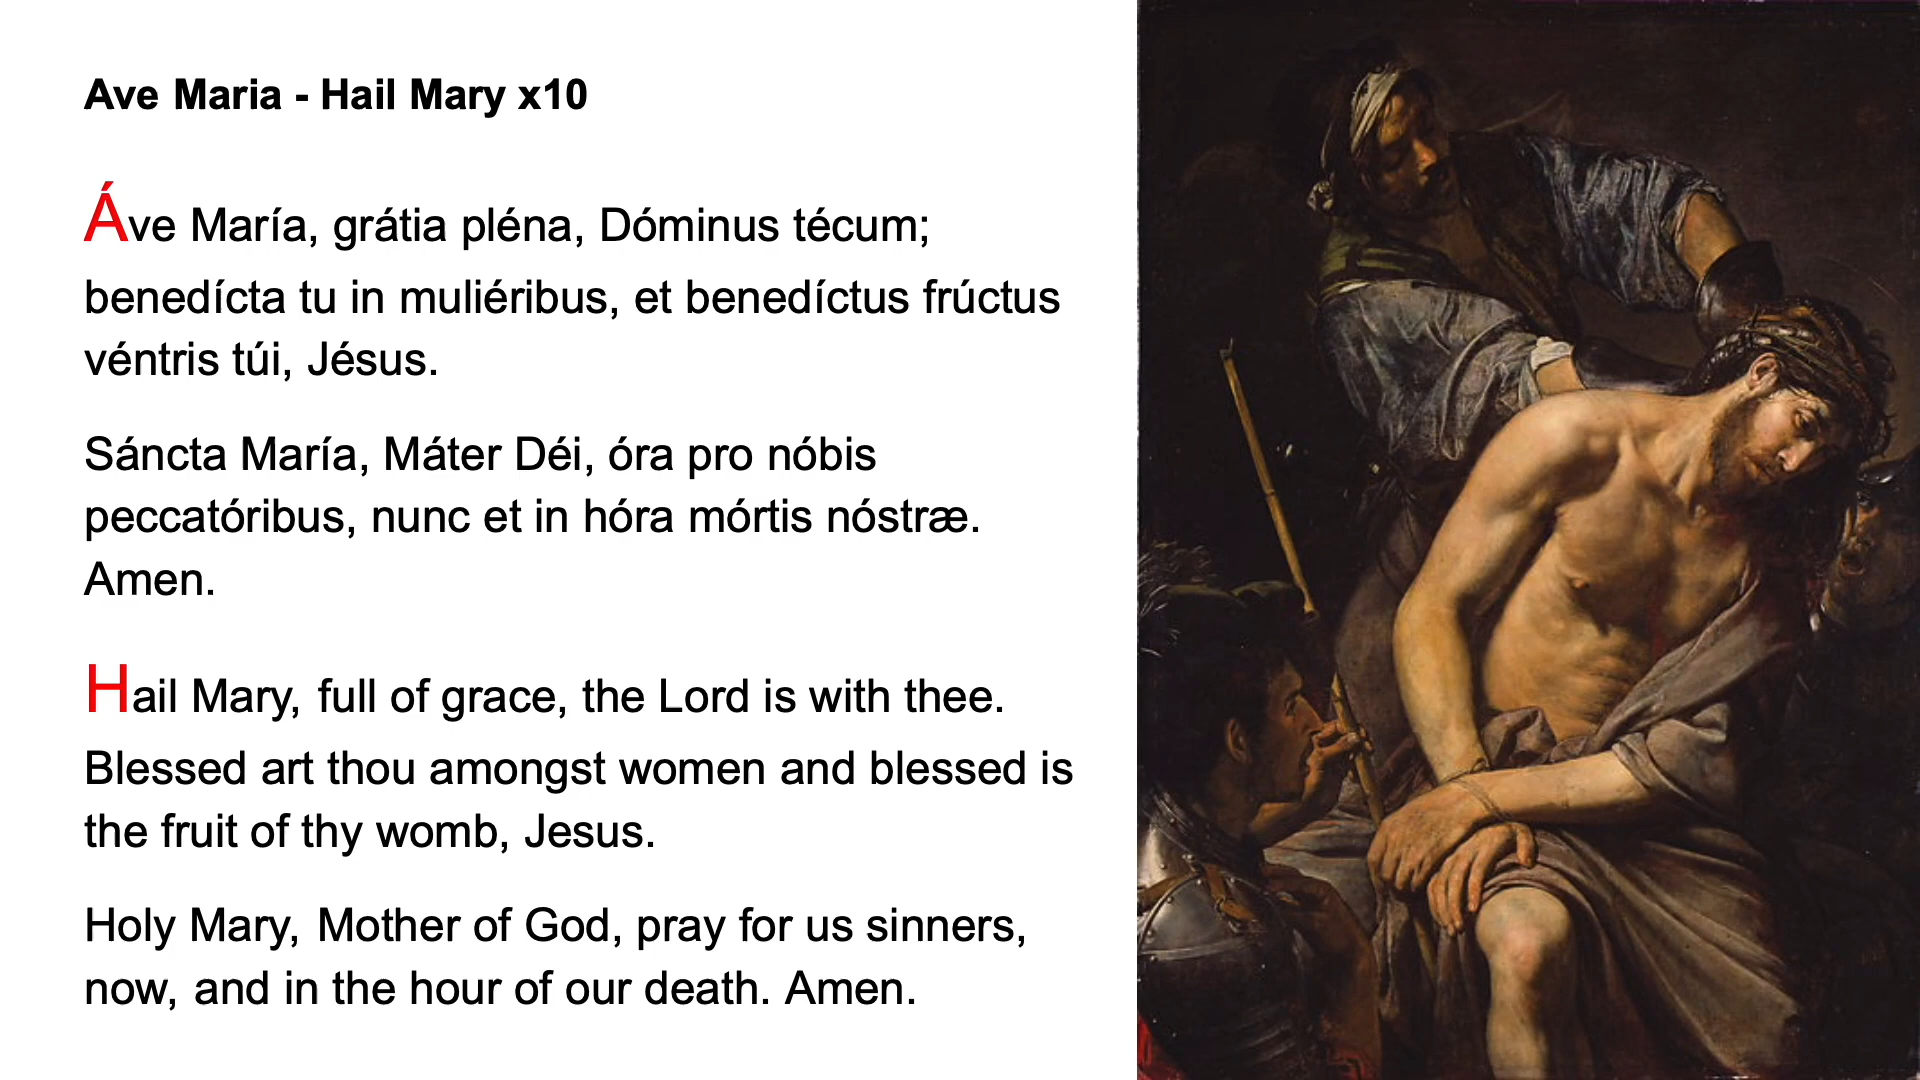 Ave Maria - Hail Mary x10
Áve María, grátia pléna, Dóminus técum;
benedícta tu in muliéribus, et benedíctus frúctus
véntris túi, Jésus.
Sáncta María, Máter Déi, óra pro nóbis
peccatóribus, nunc et in hóra mórtis nóstræ.
Amen.
Hail Mary, full of grace, the Lord is with thee.
Blessed art thou amongst women and blessed is
the fruit of thy womb, Jesus.
Holy Mary, Mother of God, pray for us sinners,
now, and in the hour of our death. Amen.